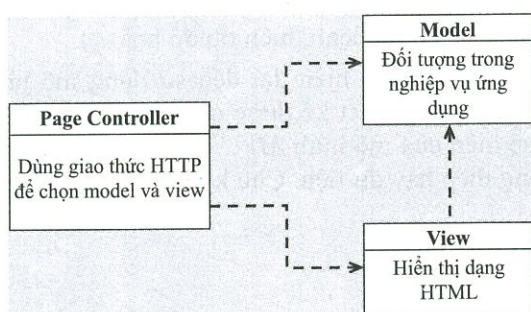 Model
Đối tượng trong
nghiệp vụ ứng
dụng
Page Controller
Dùng giao thức HTTP
để chọn model và view
View
Hiển thị dạng
HTML